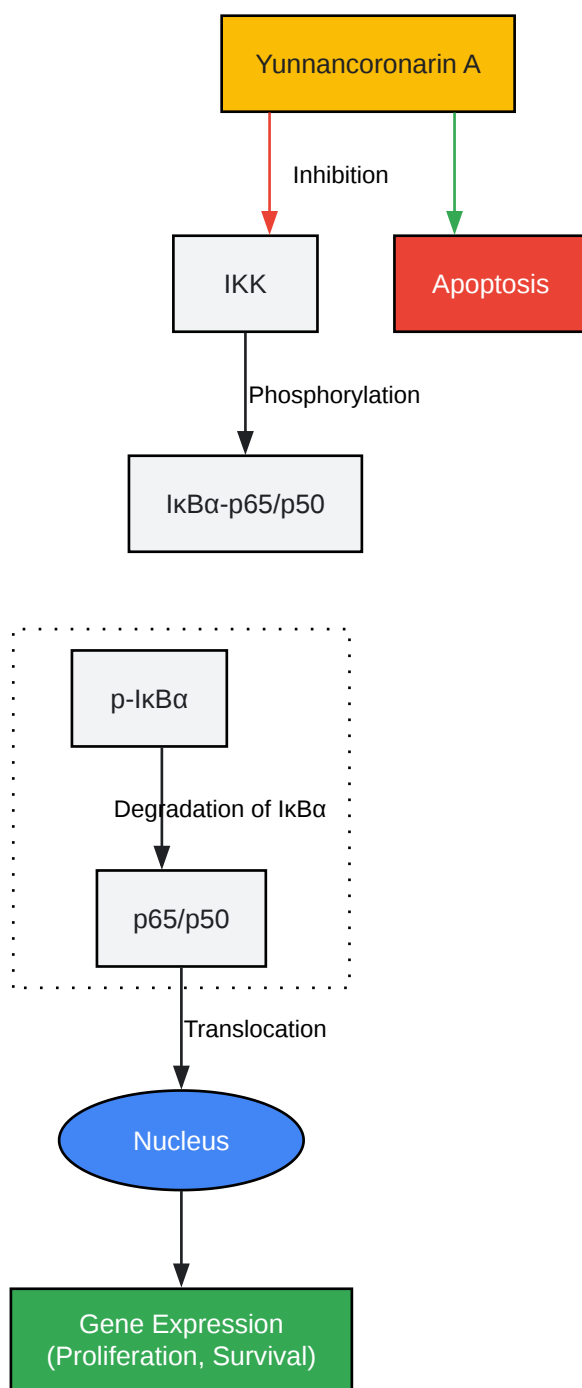 Yunnancoronarin A
Inhibition
IKK
Apoptosis
Phosphorylation
IκBα-p65/p50
p-IκBα
Degradation of IκBα
p65/p50
Translocation
Nucleus
Gene Expression
(Proliferation, Survival)